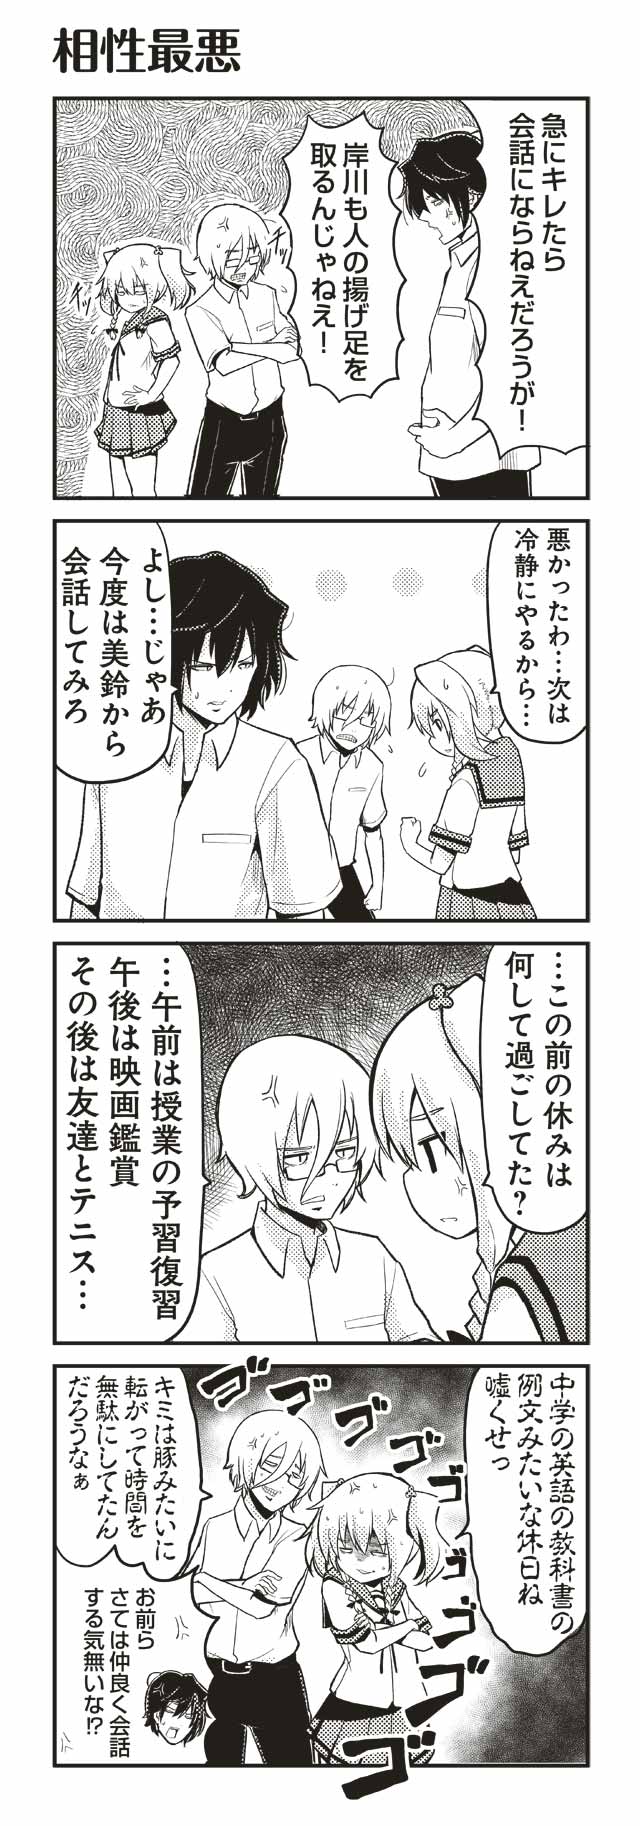 相性最悪
急にキレたら
会話にならねえだろうが！
岸川も人の揚げ足を
取るんじゃねえ！
イラッ
イラッ
悪かったわ…次は
冷静にやるから…
よし…じゃあ
今度は美鈴から
会話してみろ
…この前の休みは
何して過ごしてた？
…午前は授業の予習復習
午後は映画鑑賞
その後は友達とテニス…
中学の英語の教科書の
例文みたいな休日ね
嘘くせっ
ゴゴゴゴゴゴゴゴ
キミは豚みたいに
転がって時間を
無駄にしてたん
だろうなぁ
お前ら
さては仲良く会話
する気無いな!?